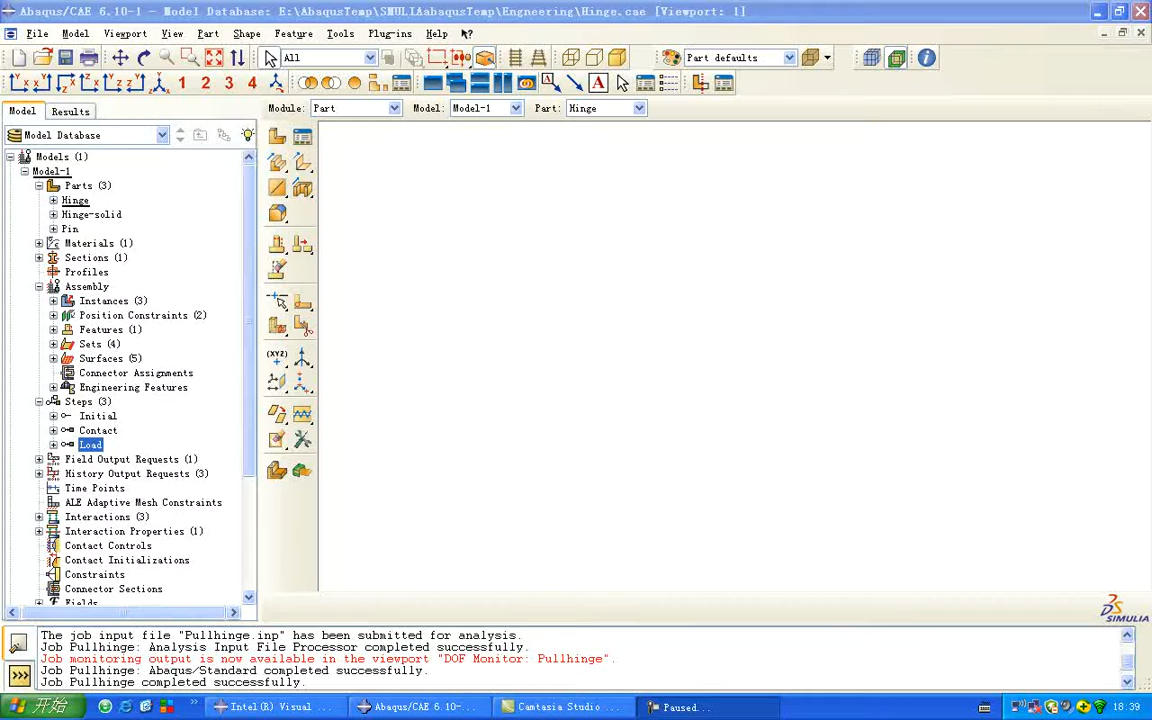 Abaqus/CAE 6.10-1 - Model Database: E:\AbaqusTemp\SMULIAabaqusTemp\Engneering\Hinge.cae [Viewport: 1]
File Model Viewport View Part Shape Feature Tools Plug-ins Help
All Part defaults
1 2 3 4 A
Model Results Module: Part Model: Model-1 Part: Hinge
Model Database
Models (1)
Model-1
Parts (3)
Hinge
Hinge-solid
Pin
Materials (1)
Sections (1)
Profiles
Assembly
Instances (3)
Position Constraints (2)
Features (1)
Sets (4)
Surfaces (5)
Connector Assignments
Engineering Features
Steps (3)
Initial
Contact
Load
Field Output Requests (1)
History Output Requests (3)
Time Points
ALE Adaptive Mesh Constraints
Interactions (3)
Interaction Properties (1)
Contact Controls
Contact Initializations
Constraints
Connector Sections
Fields
(XYZ)
SIMULIA
The job input file "Pullhinge.inp" has been submitted for analysis.
Job Pullhinge: Analysis Input File Processor completed successfully.
Job monitoring output is now available in the viewport "DOF Monitor: Pullhinge".
Job Pullhinge: Abaqus/Standard completed successfully.
Job Pullhinge completed successfully.
>>>
开始 Intel(R) Visual ... Abaqus/CAE 6.10-... Camtasia Studio ... Paused... 18:39